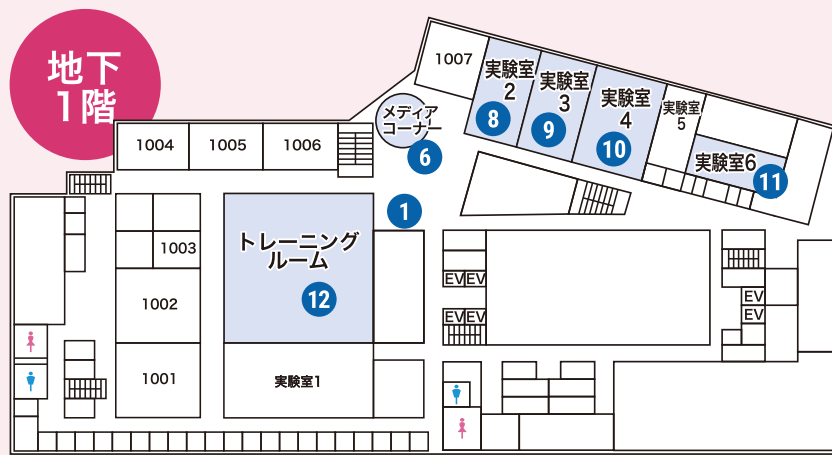 地下
1階
1007
実験室
2
8
実験室
3
9
実験室
4
10
実験室
5
実験室6
11
メディア
コーナー
6
1004
1005
1006
1
トレーニング
ルーム
12
1003
1002
1001
実験室1
EV
EV
EV
EV
EV
EV